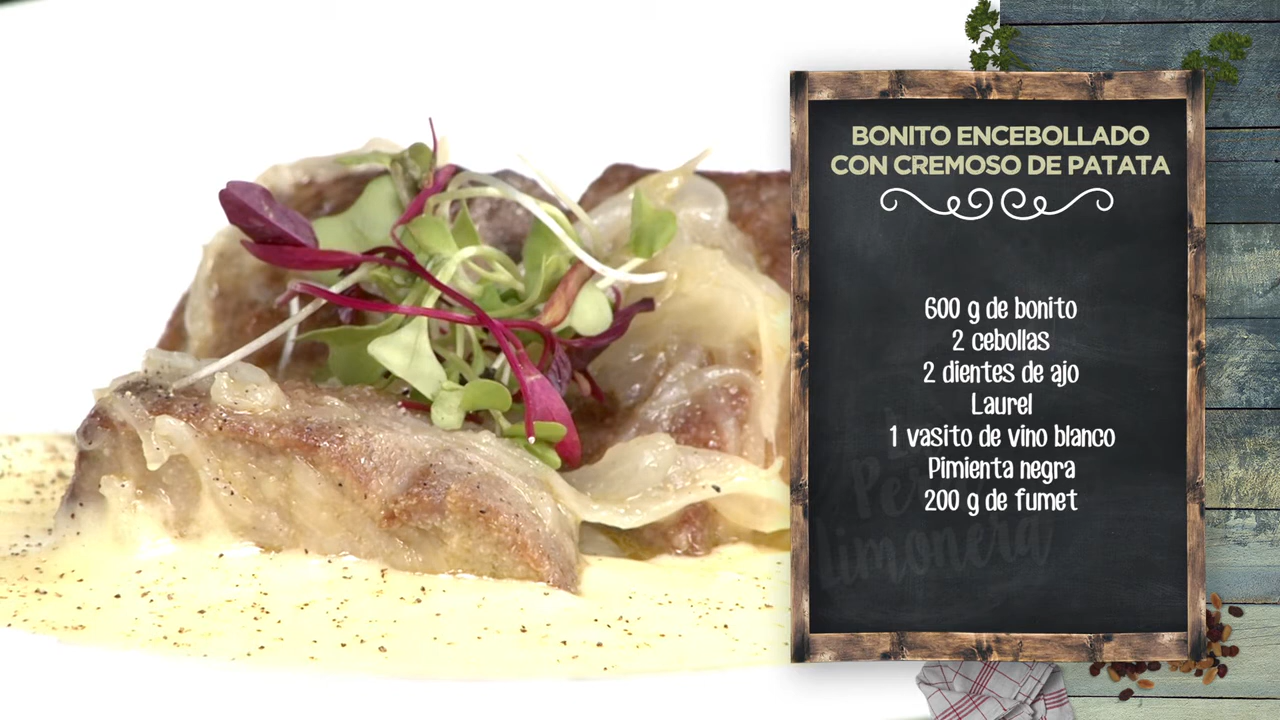 BONITO ENCEBOLLADO
CON CREMOSO DE PATATA
600 g de bonito
2 cebollas
2 dientes de ajo
Laurel
1 vasito de vino blanco
Pimienta negra
200 g de fumet
limonera